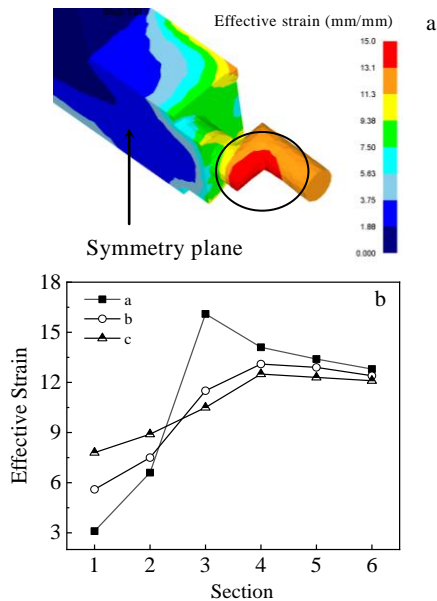 Effective strain (mm/mm)
a
15.0
13.1
11.3
9.38
7.50
5.63
3.75
1.88
0.000
Symmetry plane
b
18
15
12
9
6
3
a
b
c
Effective Strain
1 2 3 4 5 6
Section